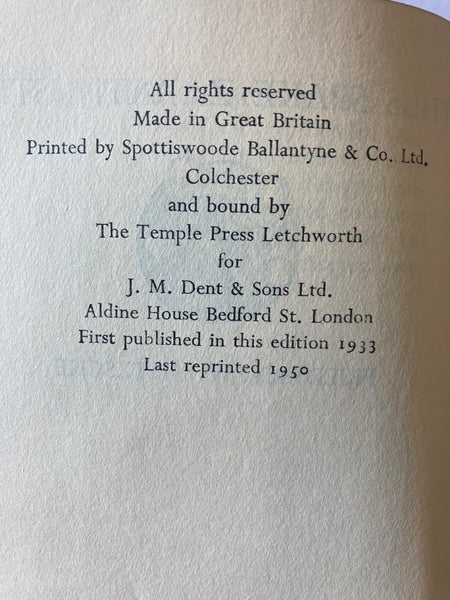 All rights reserved
Made in Great Britain
Printed by Spottiswoode Ballantyne & Co. Ltd.
Colchester
and bound by
The Temple Press Letchworth
for
J. M. Dent & Sons Ltd.
Aldine House Bedford St. London
First published in this edition 1933
Last reprinted 1950